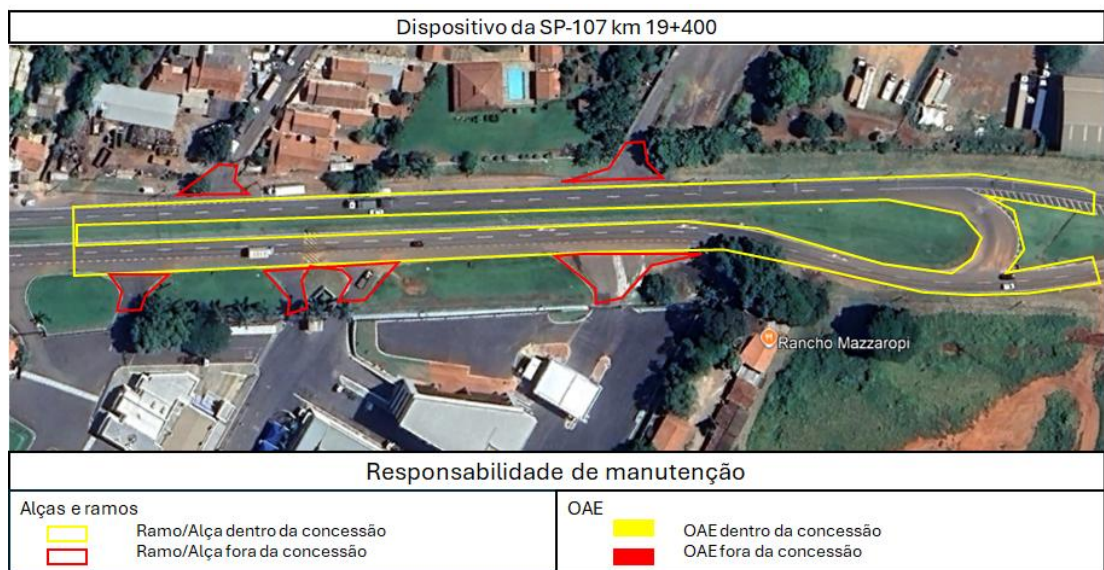 Dispositivo da SP-107 km 19+400
Rancho Mazzaropi
Responsabilidade de manutenção
Alças e ramos
Ramo/Alça dentro da concessão
Ramo/Alça fora da concessão
OAE
OAE dentro da concessão
OAE fora da concessão